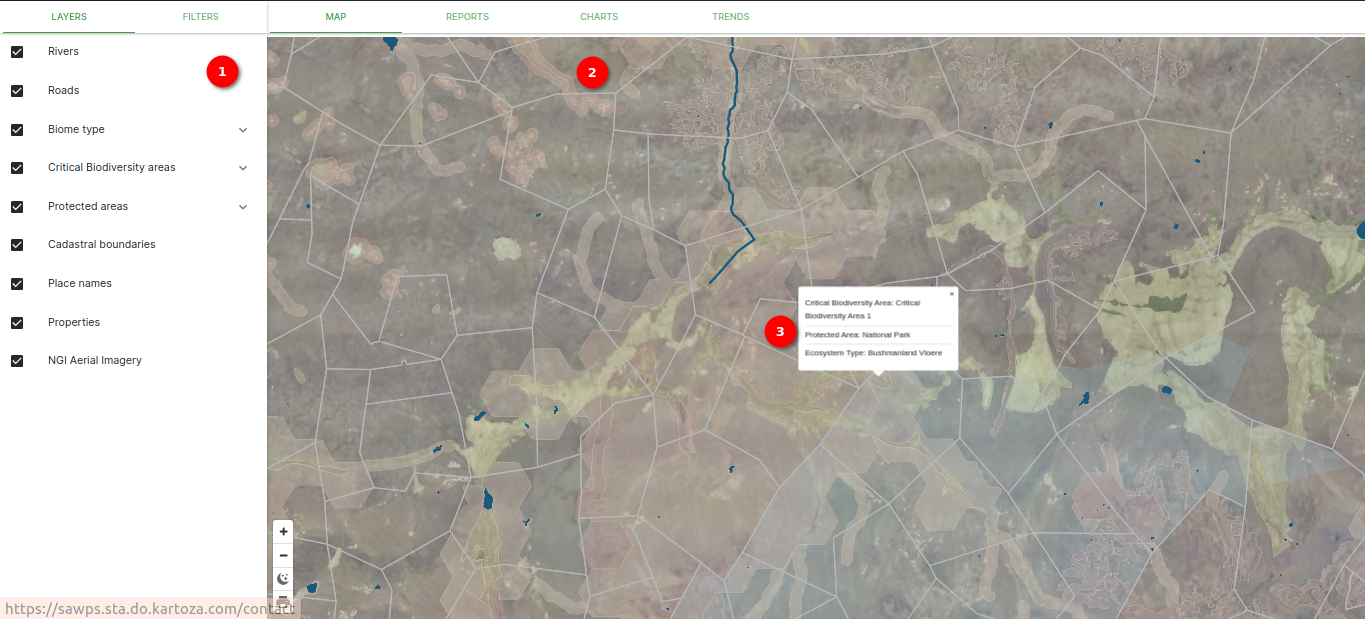 LAYERS
FILTERS
MAP
REPORTS
CHARTS
TRENDS
Rivers
1
2
Roads
Biome type
Critical Biodiversity areas
Protected areas
Cadastral boundaries
Place names
Properties
NGI Aerial Imagery
×
Critical Biodiversity Area: Critical
Biodiversity Area 1
3
Protected Area: National Park
Ecosystem Type: Bushmanland Vloere
+
−
https://sawps.sta.do.kartoza.com/contact